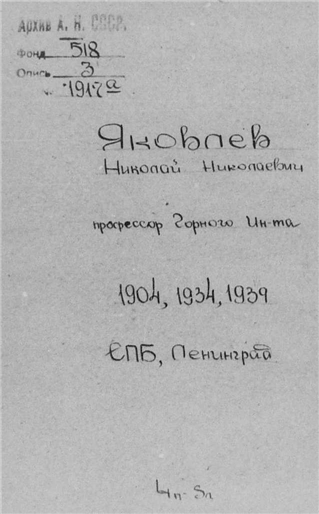 Архив А. Н. СССР.
Фонд 518
Опись 3
1917а
Яковлев
Николай Николаевич
профессор Горного Ин-та
1904, 1934, 1939
СПБ, Ленинград